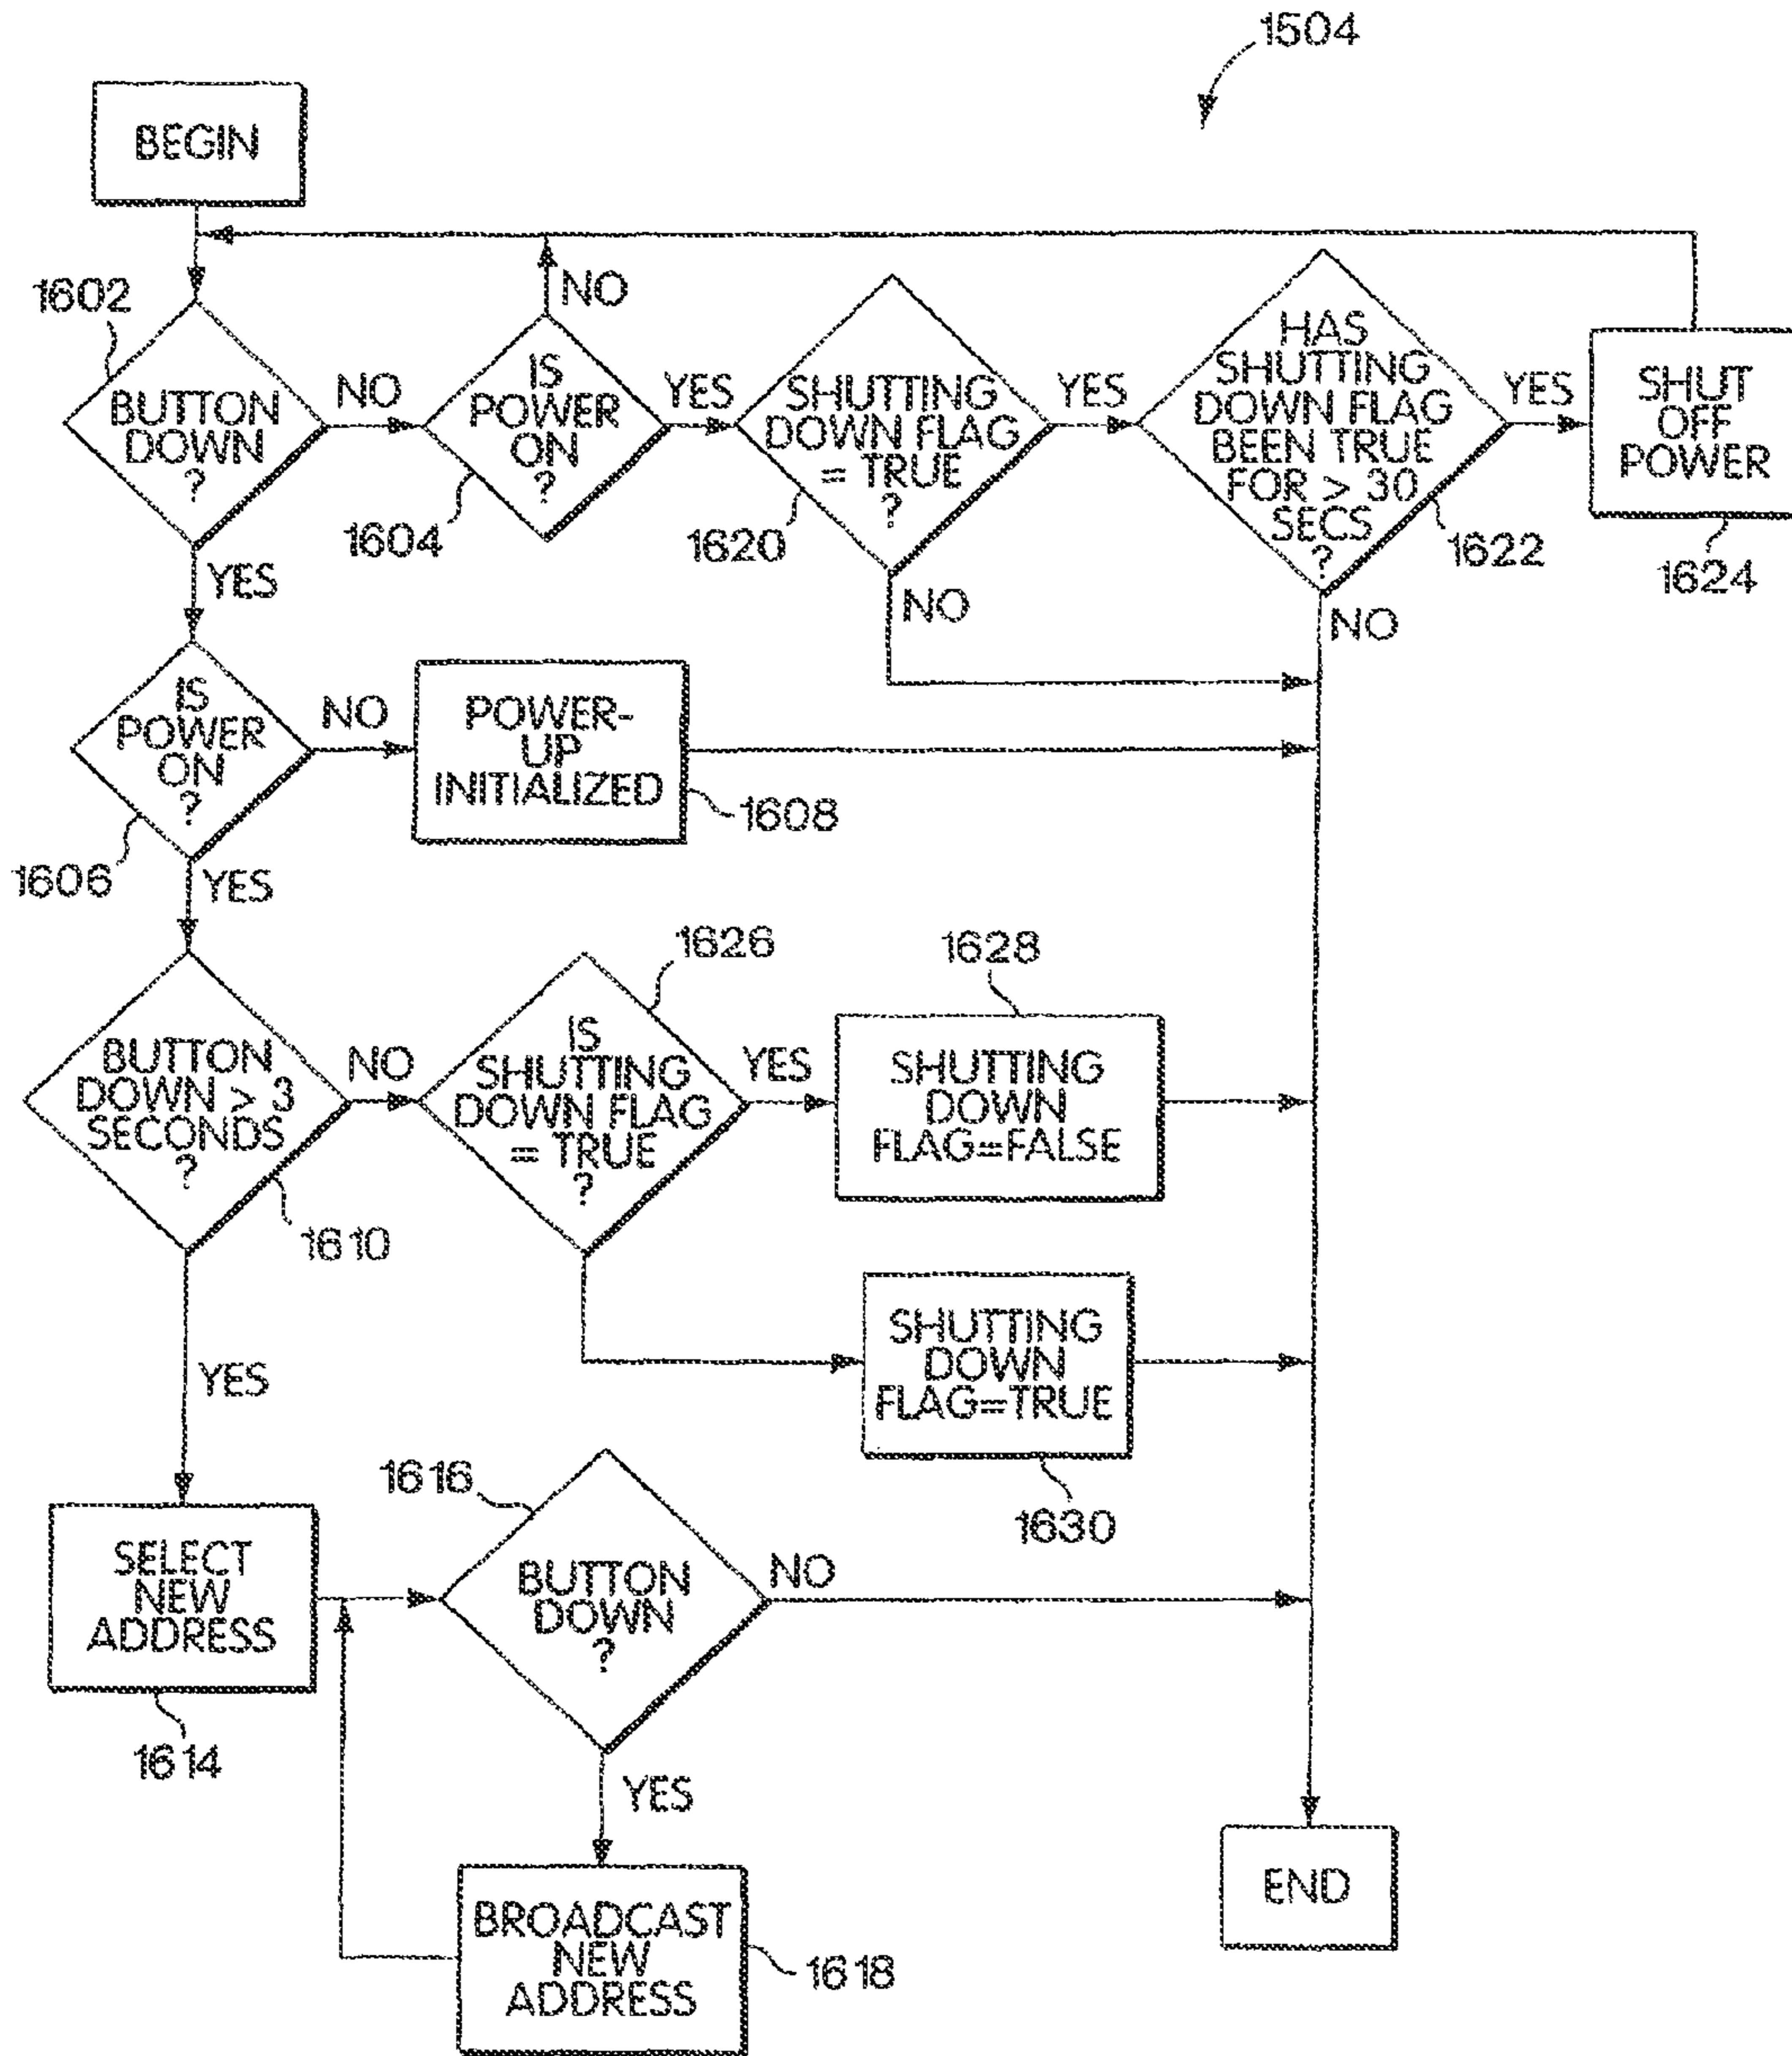 1504
BEGIN
1602
BUTTON
DOWN
?
NO
YES
IS
POWER
ON
?
1604
NO
YES
SHUTTING
DOWN FLAG
= TRUE
?
1620
YES
NO
HAS
SHUTTING
DOWN FLAG
BEEN TRUE
FOR > 30
SECS
?
1622
YES
NO
SHUT
OFF
POWER
1624
IS
POWER
ON
?
1606
NO
YES
POWER-
UP
INITIALIZED
1608
BUTTON
DOWN > 3
SECONDS
?
1610
NO
YES
1626
IS
SHUTTING
DOWN FLAG
= TRUE
?
YES
1628
SHUTTING
DOWN
FLAG=FALSE
SHUTTING
DOWN
FLAG=TRUE
1630
SELECT
NEW
ADDRESS
1614
1616
BUTTON
DOWN
?
NO
YES
BROADCAST
NEW
ADDRESS
1618
END